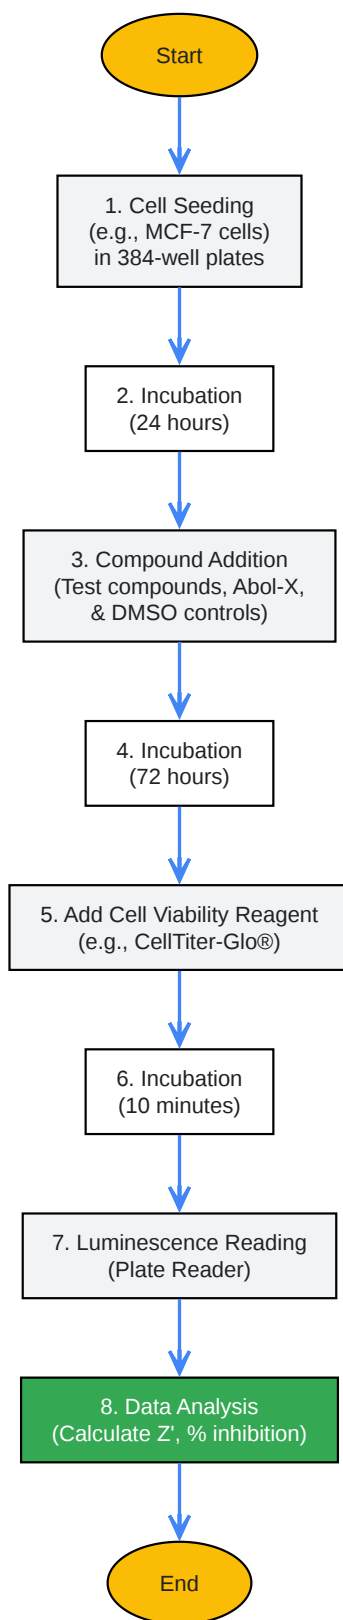 Start
1. Cell Seeding
(e.g., MCF-7 cells)
in 384-well plates
2. Incubation
(24 hours)
3. Compound Addition
(Test compounds, Abol-X,
& DMSO controls)
4. Incubation
(72 hours)
5. Add Cell Viability Reagent
(e.g., CellTiter-Glo®)
6. Incubation
(10 minutes)
7. Luminescence Reading
(Plate Reader)
8. Data Analysis
(Calculate Z', % inhibition)
End